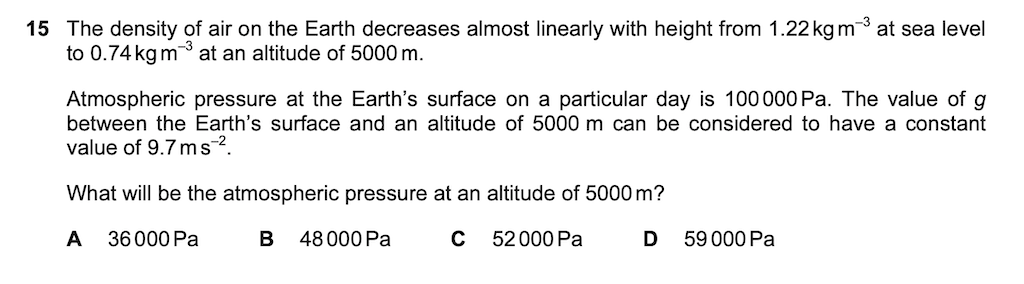 15 The density of air on the Earth decreases almost linearly with height from 1.22 kg m⁻³ at sea level
to 0.74 kg m⁻³ at an altitude of 5000 m.
Atmospheric pressure at the Earth's surface on a particular day is 100 000 Pa. The value of g
between the Earth's surface and an altitude of 5000 m can be considered to have a constant
value of 9.7 m s⁻².
What will be the atmospheric pressure at an altitude of 5000 m?
A 36 000 Pa B 48 000 Pa C 52 000 Pa D 59 000 Pa